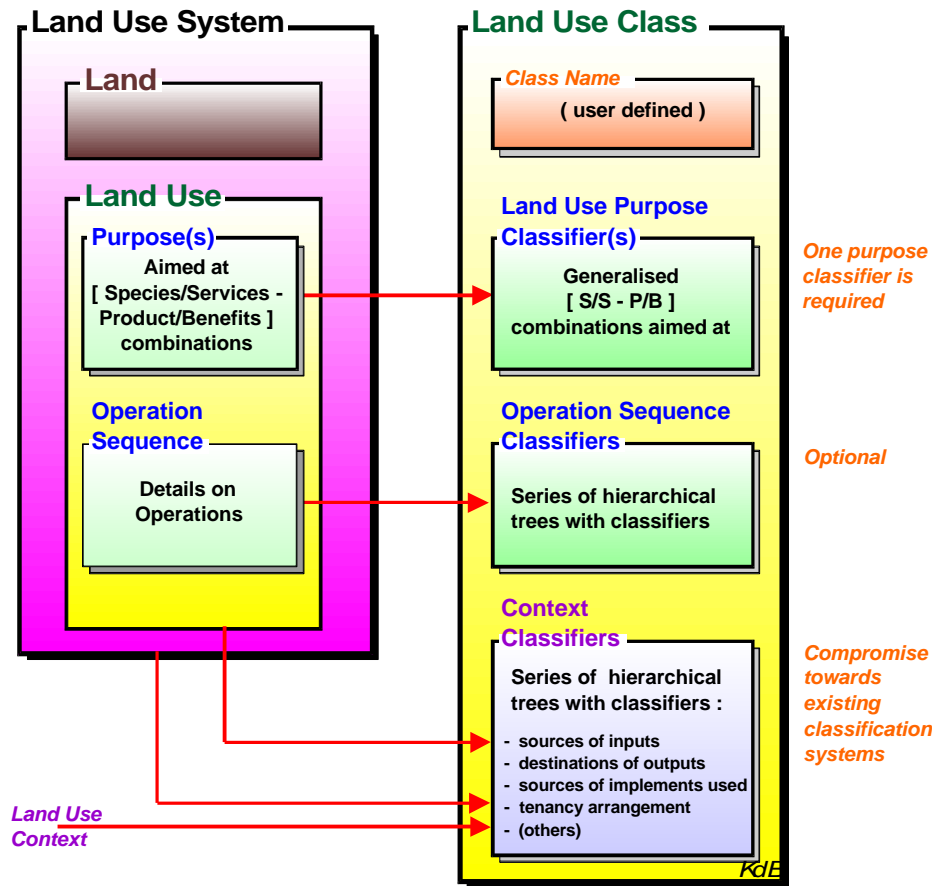 Land Use System
Land
Land Use
Purpose(s)
Aimed at
[ Species/Services -
Product/Benefits ]
combinations
Operation
Sequence
Details on
Operations
Land Use
Context
Land Use Class
Class Name
( user defined )
Land Use Purpose
Classifier(s)
Generalised
[ S/S - P/B ]
combinations aimed at
One purpose
classifier is
required
Operation Sequence
Classifiers
Series of hierarchical
trees with classifiers
Optional
Context
Classifiers
Series of hierarchical
trees with classifiers :
- sources of inputs
- destinations of outputs
- sources of implements used
- tenancy arrangement
- (others)
Compromise
towards
existing
classification
systems
KdB